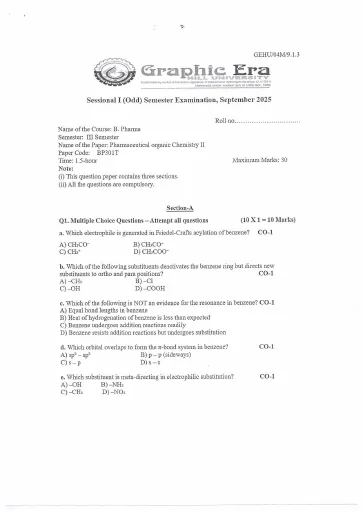 GEHU/04M/9.1.3
Graphic Era
HILL UNIVERSITY
Sessional I (Odd) Semester Examination, September 2025
Roll no..............................
Name of the Course: B. Pharma
Semester: III Semester
Name of the Paper: Pharmaceutical organic Chemistry II
Paper Code: BP301T
Time: 1.5-hour Maximum Marks: 30
Note:
(i) This question paper contains three sections.
(ii) All the questions are compulsory.
Section-A
Q1. Multiple Choice Questions – Attempt all questions (10 X 1 = 10 Marks)
a. Which electrophile is generated in Friedel-Crafts acylation of benzene? CO-1
A) CH₃CO⁻ B) CH₃CO⁺
C) CH₃⁺ D) CH₃COO⁻
b. Which of the following substituents deactivates the benzene ring but directs new
substituents to ortho and para positions? CO-1
A) –CH₃ B) –Cl
C) –OH D) –COOH
c. Which of the following is NOT an evidence for the resonance in benzene? CO-1
A) Equal bond lengths in benzene
B) Heat of hydrogenation of benzene is less than expected
C) Benzene undergoes addition reactions readily
D) Benzene resists addition reactions but undergoes substitution
d. Which orbital overlaps to form the π-bond system in benzene? CO-1
A) sp² – sp² B) p – p (sideways)
C) s – p D) s – s
e. Which substituent is meta-directing in electrophilic substitution? CO-1
A) –OH B) –NH₂
C) –CH₃ D) –NO₂